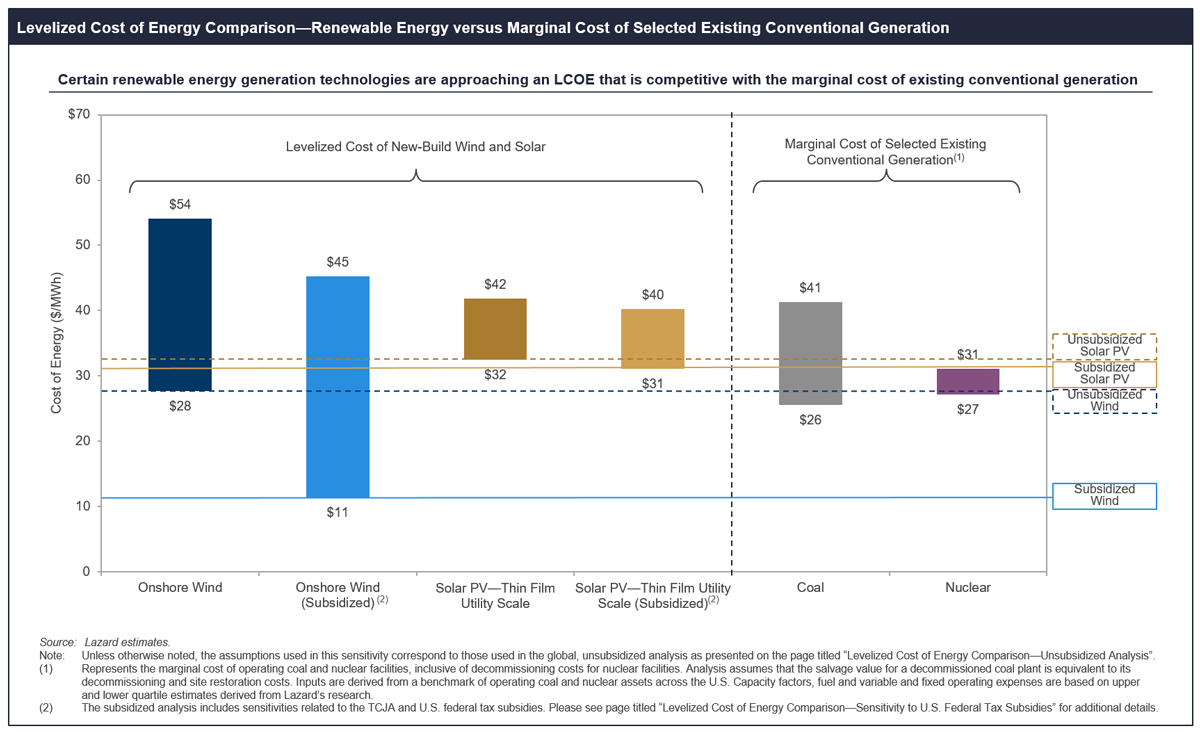 Levelized Cost of Energy Comparison—Renewable Energy versus Marginal Cost of Selected Existing Conventional Generation
Certain renewable energy generation technologies are approaching an LCOE that is competitive with the marginal cost of existing conventional generation
Cost of Energy ($/MWh)
$70
60
50
40
30
20
10
0
Levelized Cost of New-Build Wind and Solar
Marginal Cost of Selected Existing
Conventional Generation(1)
$54
$28
$45
$11
$42
$32
$40
$31
$41
$26
$31
$27
Unsubsidized
Solar PV
Subsidized
Solar PV
Unsubsidized
Wind
Subsidized
Wind
Onshore Wind
Onshore Wind
(Subsidized)(2)
Solar PV—Thin Film
Utility Scale
Solar PV—Thin Film Utility
Scale (Subsidized)(2)
Coal
Nuclear
Source: Lazard estimates.
Note: Unless otherwise noted, the assumptions used in this sensitivity correspond to those used in the global, unsubsidized analysis as presented on the page titled “Levelized Cost of Energy Comparison—Unsubsidized Analysis”.
(1) Represents the marginal cost of operating coal and nuclear facilities, inclusive of decommissioning costs for nuclear facilities. Analysis assumes that the salvage value for a decommissioned coal plant is equivalent to its
decommissioning and site restoration costs. Inputs are derived from a benchmark of operating coal and nuclear assets across the U.S. Capacity factors, fuel and variable and fixed operating expenses are based on upper
and lower quartile estimates derived from Lazard’s research.
(2) The subsidized analysis includes sensitivities related to the TCJA and U.S. federal tax subsidies. Please see page titled “Levelized Cost of Energy Comparison—Sensitivity to U.S. Federal Tax Subsidies” for additional details.